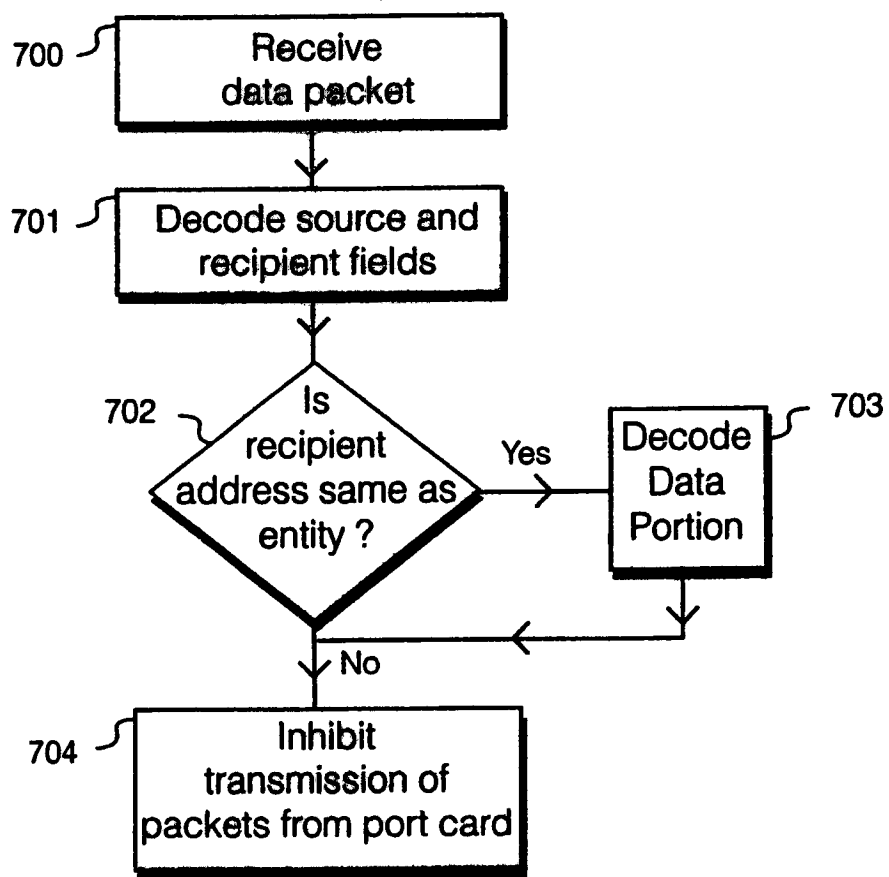 700
Receive
data packet
701
Decode source and
recipient fields
702
Is
recipient
address same as
entity ?
Yes
703
Decode
Data
Portion
No
704
Inhibit
transmission of
packets from port card